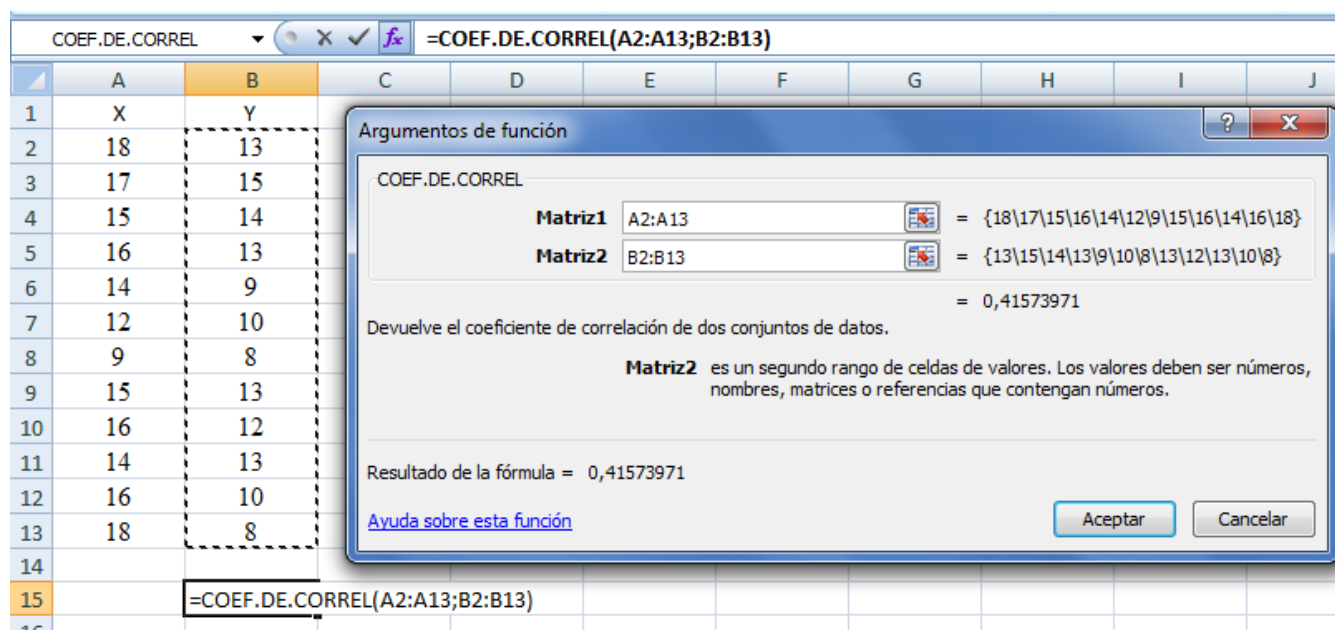 COEF.DE.CORREL fx =COEF.DE.CORREL(A2:A13;B2:B13)
A B C D E F G H I J
1 X Y
2 18 13
3 17 15
4 15 14
5 16 13
6 14 9
7 12 10
8 9 8
9 15 13
10 16 12
11 14 13
12 16 10
13 18 8
14
15 =COEF.DE.CORREL(A2:A13;B2:B13)
16
Argumentos de función ? X
COEF.DE.CORREL
Matriz1 A2:A13 = {18\17\15\16\14\12\9\15\16\14\16\18}
Matriz2 B2:B13 = {13\15\14\13\9\10\8\13\12\13\10\8}
= 0,41573971
Devuelve el coeficiente de correlación de dos conjuntos de datos.
Matriz2 es un segundo rango de celdas de valores. Los valores deben ser números,
nombres, matrices o referencias que contengan números.
Resultado de la fórmula = 0,41573971
Ayuda sobre esta función Aceptar Cancelar